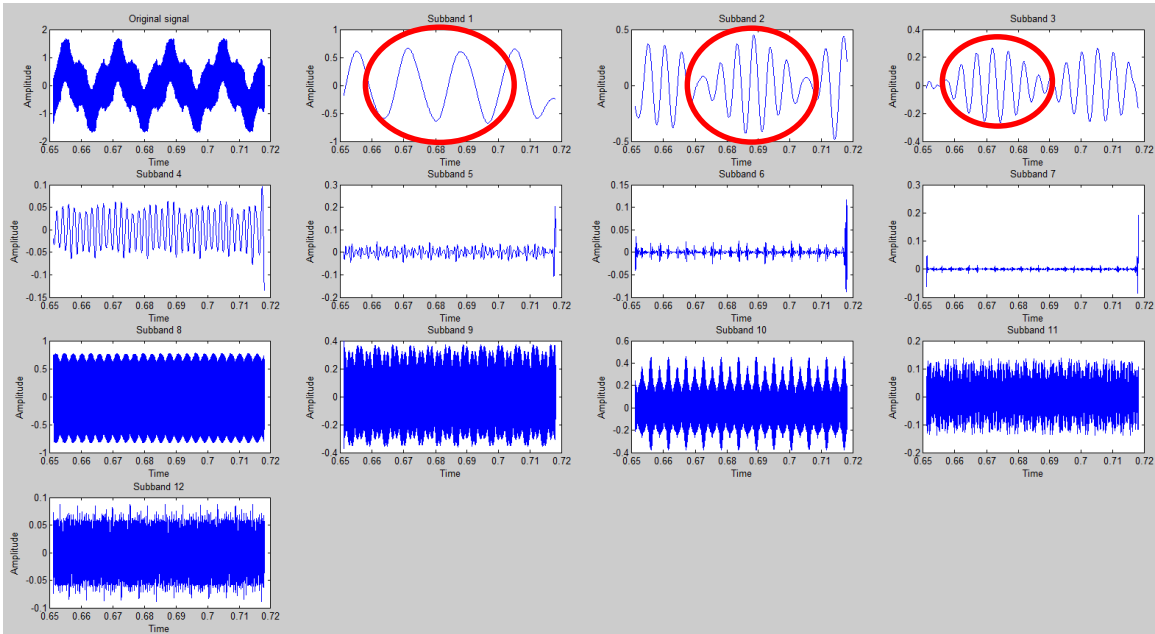 Original signal
Subband 1
Subband 2
Subband 3
2
1
0
-1
-2
Amplitude
0.65 0.66 0.67 0.68 0.69 0.7 0.71 0.72
Time
1
0.5
0
-0.5
-1
Amplitude
0.65 0.66 0.67 0.68 0.69 0.7 0.71 0.72
Time
0.5
0
-0.5
Amplitude
0.65 0.66 0.67 0.68 0.69 0.7 0.71 0.72
Time
0.4
0.2
0
-0.2
-0.4
Amplitude
0.65 0.66 0.67 0.68 0.69 0.7 0.71 0.72
Time
Subband 4
Subband 5
Subband 6
Subband 7
0.1
0.05
0
-0.05
-0.1
-0.15
Amplitude
0.65 0.66 0.67 0.68 0.69 0.7 0.71 0.72
Time
0.3
0.2
0.1
0
-0.1
-0.2
Amplitude
0.65 0.66 0.67 0.68 0.69 0.7 0.71 0.72
Time
0.15
0.1
0.05
0
-0.05
-0.1
Amplitude
0.65 0.66 0.67 0.68 0.69 0.7 0.71 0.72
Time
0.3
0.2
0.1
0
-0.1
Amplitude
0.65 0.66 0.67 0.68 0.69 0.7 0.71 0.72
Time
Subband 8
Subband 9
Subband 10
Subband 11
1
0.5
0
-0.5
-1
Amplitude
0.65 0.66 0.67 0.68 0.69 0.7 0.71 0.72
Time
0.4
0.2
0
-0.2
-0.4
Amplitude
0.65 0.66 0.67 0.68 0.69 0.7 0.71 0.72
Time
0.6
0.4
0.2
0
-0.2
-0.4
Amplitude
0.65 0.66 0.67 0.68 0.69 0.7 0.71 0.72
Time
0.2
0.1
0
-0.1
-0.2
Amplitude
0.65 0.66 0.67 0.68 0.69 0.7 0.71 0.72
Time
Subband 12
0.1
0.05
0
-0.05
-0.1
Amplitude
0.65 0.66 0.67 0.68 0.69 0.7 0.71 0.72
Time